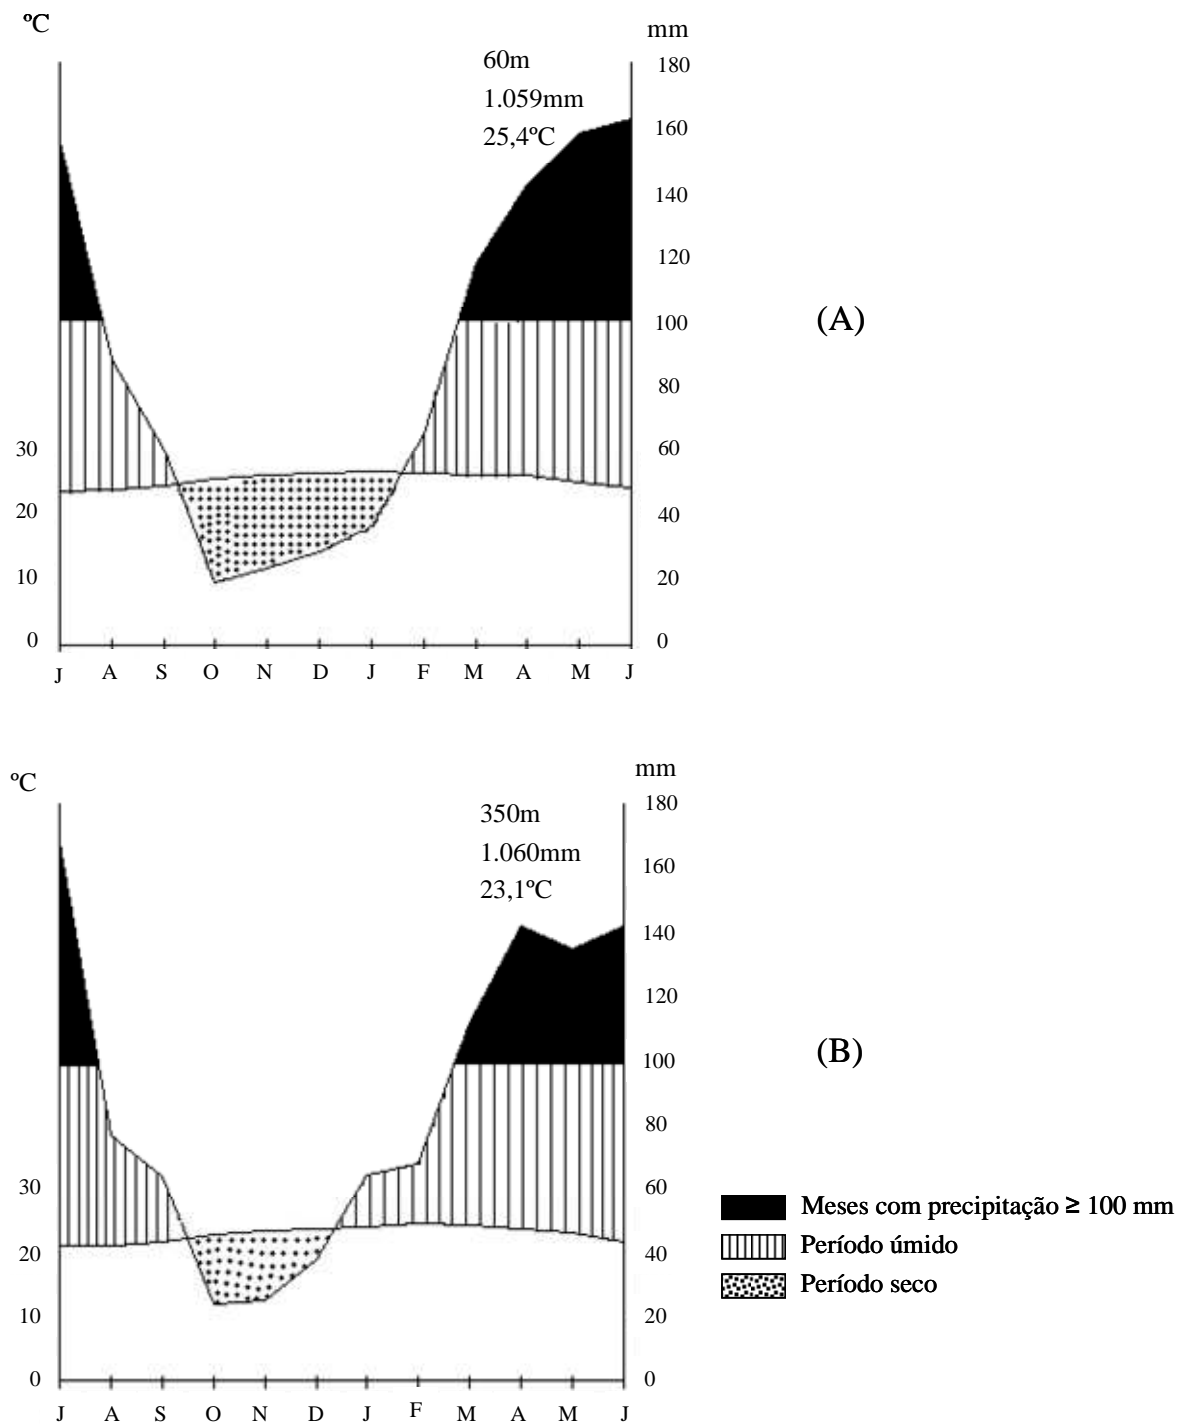 ºC
mm
60m
1.059mm
25,4ºC
180
160
140
120
100
80
60
40
20
0
30
20
10
0
(A)
J A S O N D J F M A M J
ºC
mm
350m
1.060mm
23,1ºC
180
160
140
120
100
80
60
40
20
0
30
20
10
0
(B)
Meses com precipitação ≥ 100 mm
Período úmido
Período seco
J A S O N D J F M A M J